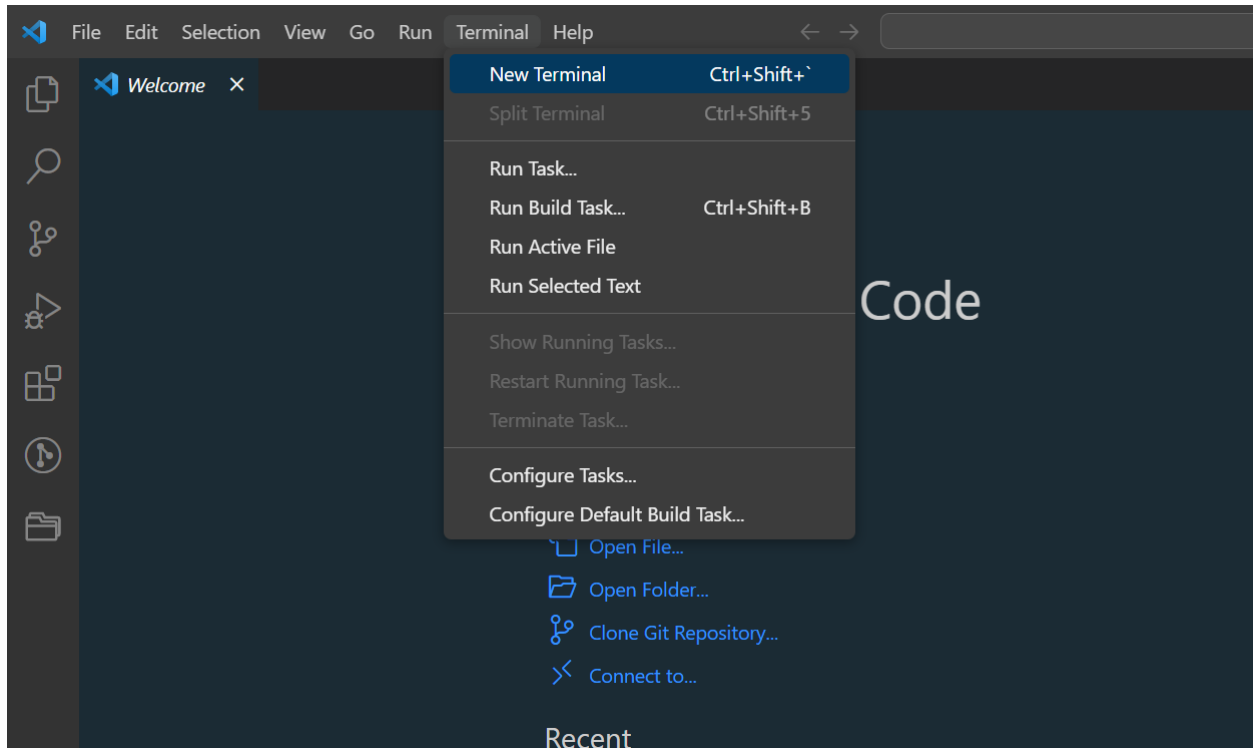 File Edit Selection View Go Run Terminal Help
Welcome
New Terminal Ctrl+Shift+`
Split Terminal Ctrl+Shift+5
Run Task...
Run Build Task... Ctrl+Shift+B
Run Active File
Run Selected Text
Code
Show Running Tasks...
Restart Running Task...
Terminate Task...
Configure Tasks...
Configure Default Build Task...
Open File...
Open Folder...
Clone Git Repository...
Connect to...
Recent